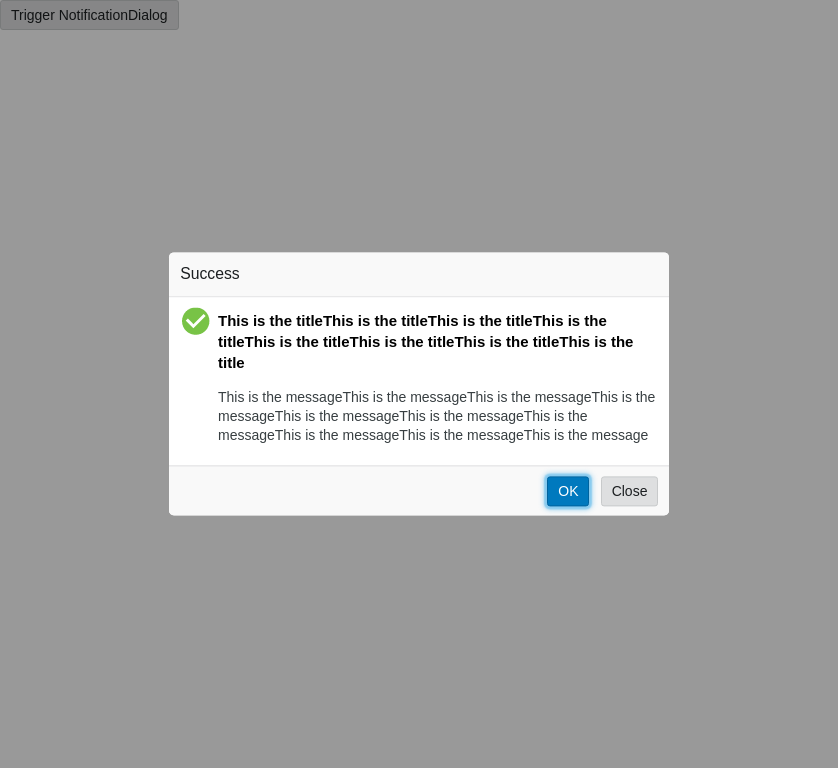 Trigger NotificationDialog
Success
This is the titleThis is the titleThis is the titleThis is the
titleThis is the titleThis is the titleThis is the titleThis is the
title
This is the messageThis is the messageThis is the messageThis is the
messageThis is the messageThis is the messageThis is the
messageThis is the messageThis is the messageThis is the message
OK Close